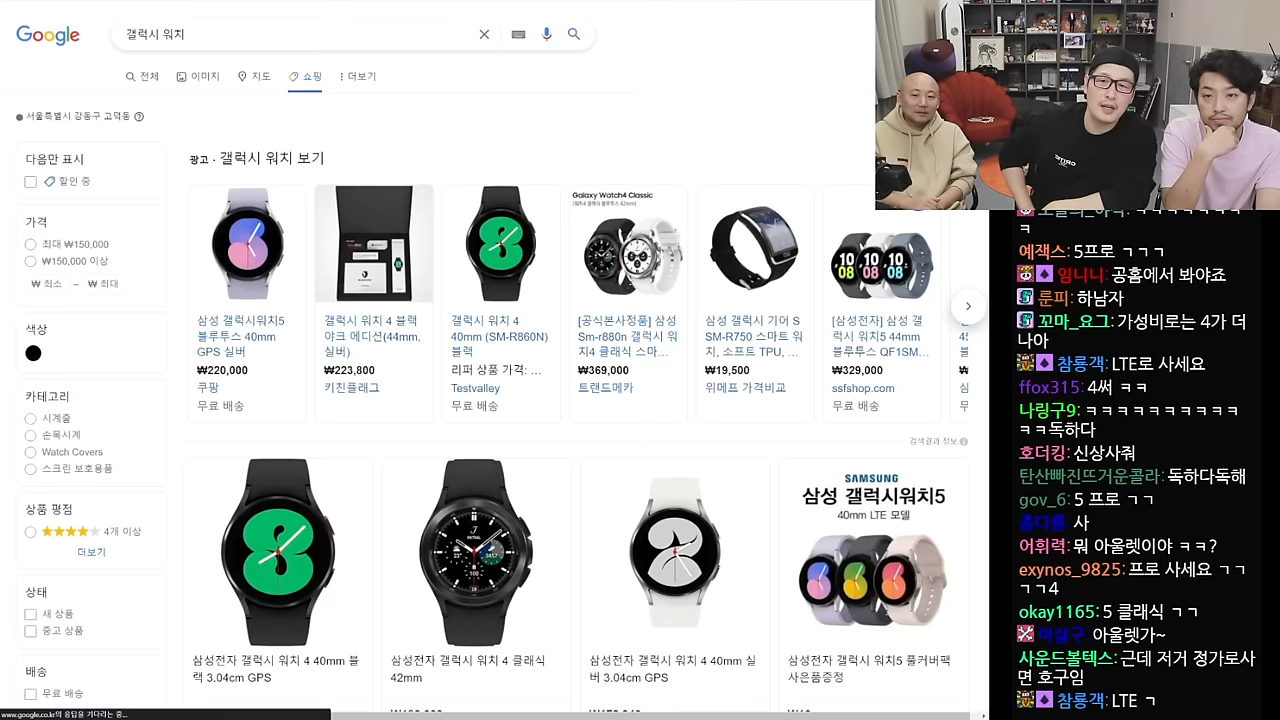 Google
갤럭시 워치
전체
이미지
지도
쇼핑
더보기
서울특별시 강동구 고덕동
다음만 표시
할인 중
가격
최대 ₩150,000
₩150,000 이상
₩ 최소 – ₩ 최대
색상
카테고리
시계줄
손목시계
Watch Covers
스크린 보호용품
상품 평점
4개 이상
더보기
상태
새 상품
중고 상품
배송
무료 배송
www.google.co.kr의 응답을 기다리는 중...
광고 · 갤럭시 워치 보기
삼성 갤럭시워치5
블루투스 40mm
GPS 실버
₩220,000
쿠팡
무료 배송
갤럭시 워치 4 블랙
야크 에디션(44mm,
실버)
₩223,800
키친플래그
갤럭시 워치 4
40mm (SM-R860N)
블랙
리퍼 상품 가격: ...
Testvalley
무료 배송
Galaxy Watch4 Classic
[공식본사정품] 삼성
Sm-r880n 갤럭시 워
치4 클래식 스마...
₩369,000
트랜드메카
삼성 갤럭시 기어 S
SM-R750 스마트 워
치, 소프트 TPU, ...
₩19,500
위메프 가격비교
[삼성전자] 삼성 갤
럭시 워치5 44mm
블루투스 QF1SM...
₩329,000
ssfshop.com
무료 배송
검색결과 정보
삼성전자 갤럭시 워치 4 40mm 블
랙 3.04cm GPS
삼성전자 갤럭시 워치 4 클래식
42mm
삼성전자 갤럭시 워치 4 40mm 실
버 3.04cm GPS
SAMSUNG
삼성 갤럭시워치5
40mm LTE 모델
삼성전자 갤럭시 워치5 풀커버팩
사은품증정
ㅋ
예잭스: 5프로 ㄱㄱㄱ
임니니: 공홈에서 봐야죠
룬피: 하남자
꼬마_요그: 가성비로는 4가 더
나아
참룡객: LTE로 사세요
ffox315: 4써 ㅋㅋ
나링구9: ㅋㅋㅋㅋㅋㅋㅋㅋㅋㅋ
ㅋㅋ독하다
호더킹: 신상사줘
탄산빠진뜨거운콜라: 독하다독해
gov_6: 5 프로 ㄱㄱ
사
어휘력: 뭐 아울렛이야 ㅋㅋ?
exynos_9825: 프로 사세요 ㄱㄱ
ㄱㄱ4
okay1165: 5 클래식 ㄱㄱ
아울렛가~
사운드볼텍스: 근데 저거 정가로사
면 호구임
참룡객: LTE ㄱ